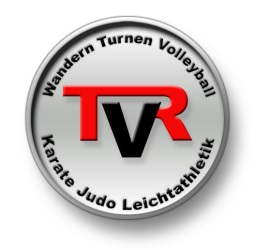 Wandern Turnen Volleyball
TVR
Karate Judo Leichtathletik